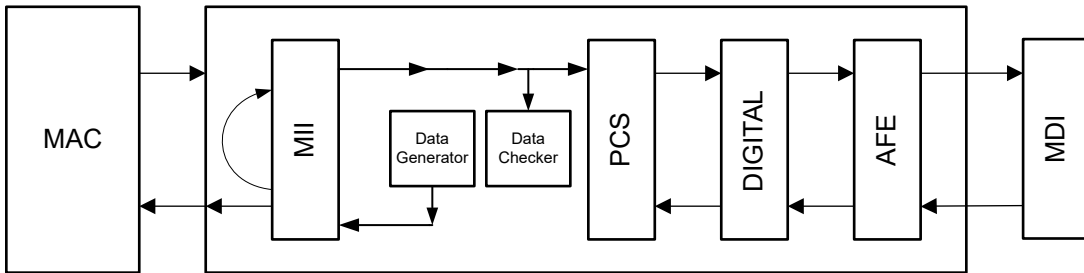 MAC
MII
Data
Generator
Data
Checker
PCS
DIGITAL
AFE
MDI